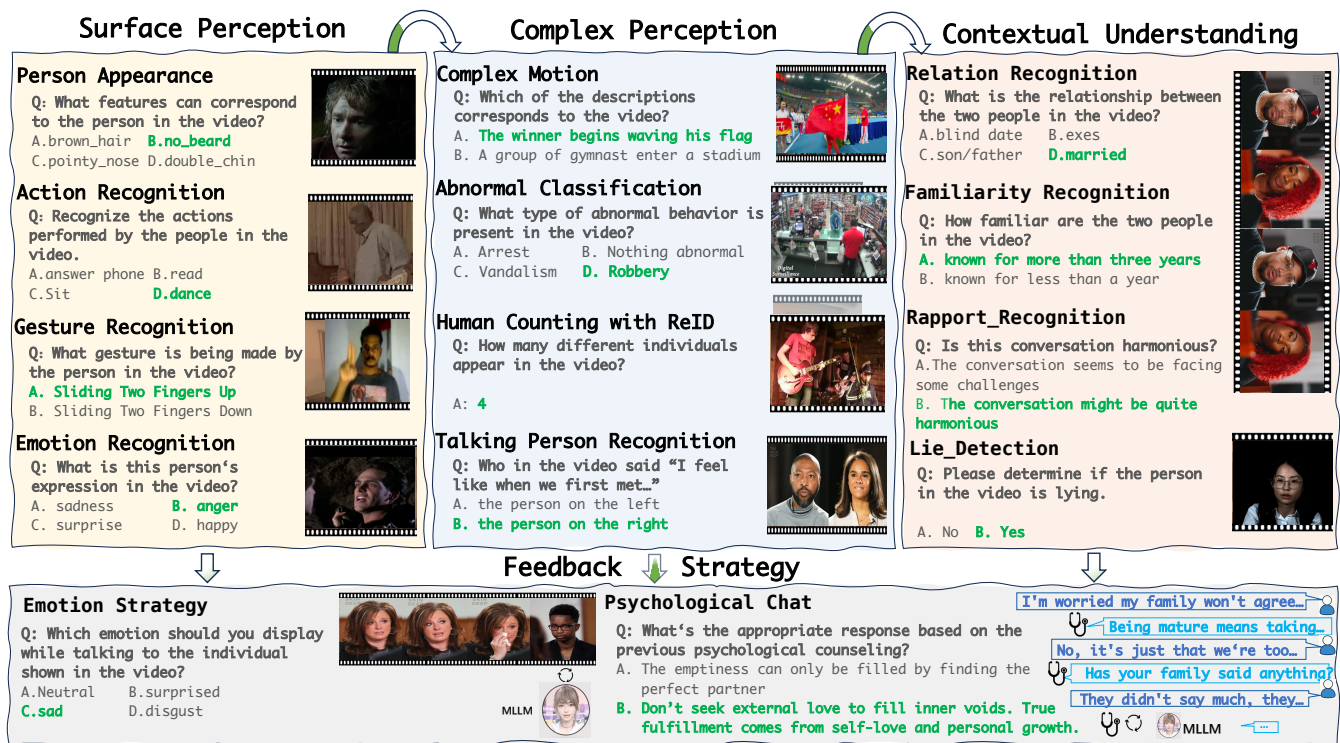 Surface Perception
Complex Perception
Contextual Understanding
Person Appearance
Q: What features can correspond
to the person in the video?
A.brown_hair B.no_beard
C.pointy_nose D.double_chin
Action Recognition
Q: Recognize the actions
performed by the people in the
video.
A.answer phone B.read
C.Sit D.dance
Gesture Recognition
Q: What gesture is being made by
the person in the video?
A. Sliding Two Fingers Up
B. Sliding Two Fingers Down
Emotion Recognition
Q: What is this person‘s
expression in the video?
A. sadness B. anger
C. surprise D. happy
Complex Motion
Q: Which of the descriptions
corresponds to the video?
A. The winner begins waving his flag
B. A group of gymnast enter a stadium
Abnormal Classification
Q: What type of abnormal behavior is
present in the video?
A. Arrest B. Nothing abnormal
C. Vandalism D. Robbery
Digital
Surveillance
Human Counting with ReID
Q: How many different individuals
appear in the video?
A: 4
Talking Person Recognition
Q: Who in the video said “I feel
like when we first met…”
A. the person on the left
B. the person on the right
Relation Recognition
Q: What is the relationship between
the two people in the video?
A.blind date B.exes
C.son/father D.married
Familiarity Recognition
Q: How familiar are the two people
in the video?
A. known for more than three years
B. known for less than a year
Rapport_Recognition
Q: Is this conversation harmonious?
A.The conversation seems to be facing
some challenges
B. The conversation might be quite
harmonious
Lie_Detection
Q: Please determine if the person
in the video is lying.
A. No B. Yes
Feedback Strategy
Emotion Strategy
Q: Which emotion should you display
while talking to the individual
shown in the video?
A.Neutral B.surprised
C.sad D.disgust
MLLM
Psychological Chat
Q: What‘s the appropriate response based on the
previous psychological counseling?
A. The emptiness can only be filled by finding the
perfect partner
B. Don’t seek external love to fill inner voids. True
fulfillment comes from self-love and personal growth.
I'm worried my family won't agree…
Being mature means taking…
No, it's just that we‘re too…
Has your family said anything?
They didn't say much, they…
MLLM
…